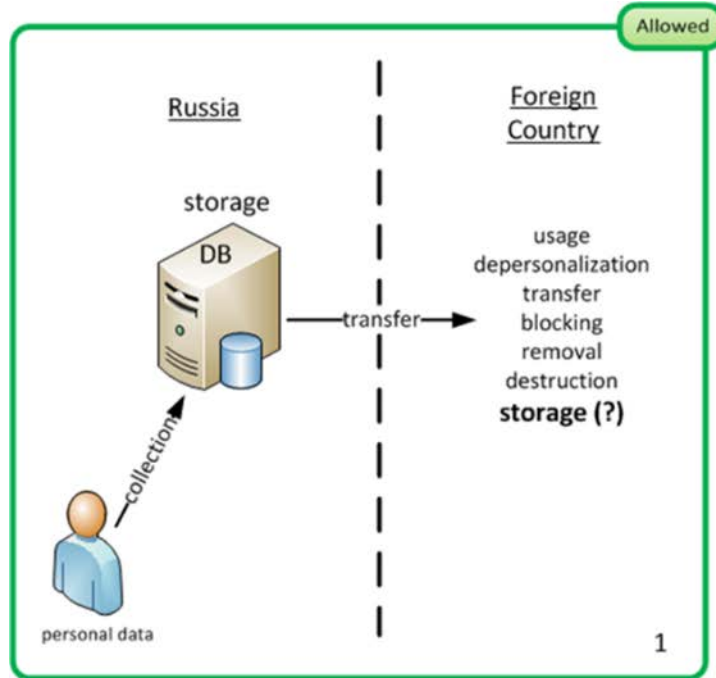 Allowed
Russia
Foreign
Country
storage
DB
transfer
usage
depersonalization
transfer
blocking
removal
destruction
storage (?)
collection
personal data
1